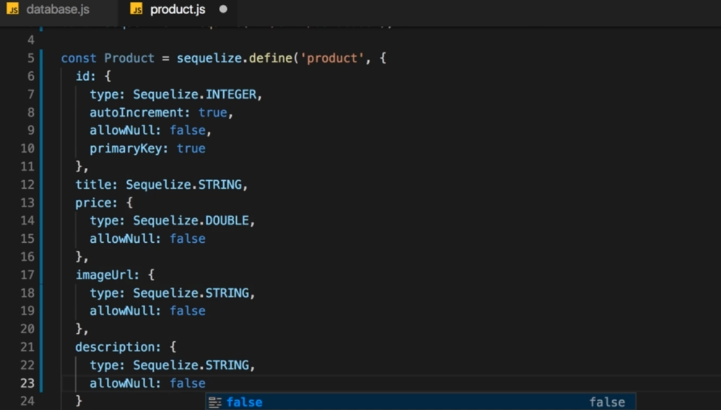 JS database.js
JS product.js
4
5 const Product = sequelize.define('product', {
6 id: {
7 type: Sequelize.INTEGER,
8 autoIncrement: true,
9 allowNull: false,
10 primaryKey: true
11 },
12 title: Sequelize.STRING,
13 price: {
14 type: Sequelize.DOUBLE,
15 allowNull: false
16 },
17 imageUrl: {
18 type: Sequelize.STRING,
19 allowNull: false
20 },
21 description: {
22 type: Sequelize.STRING,
23 allowNull: false
24 }
false false